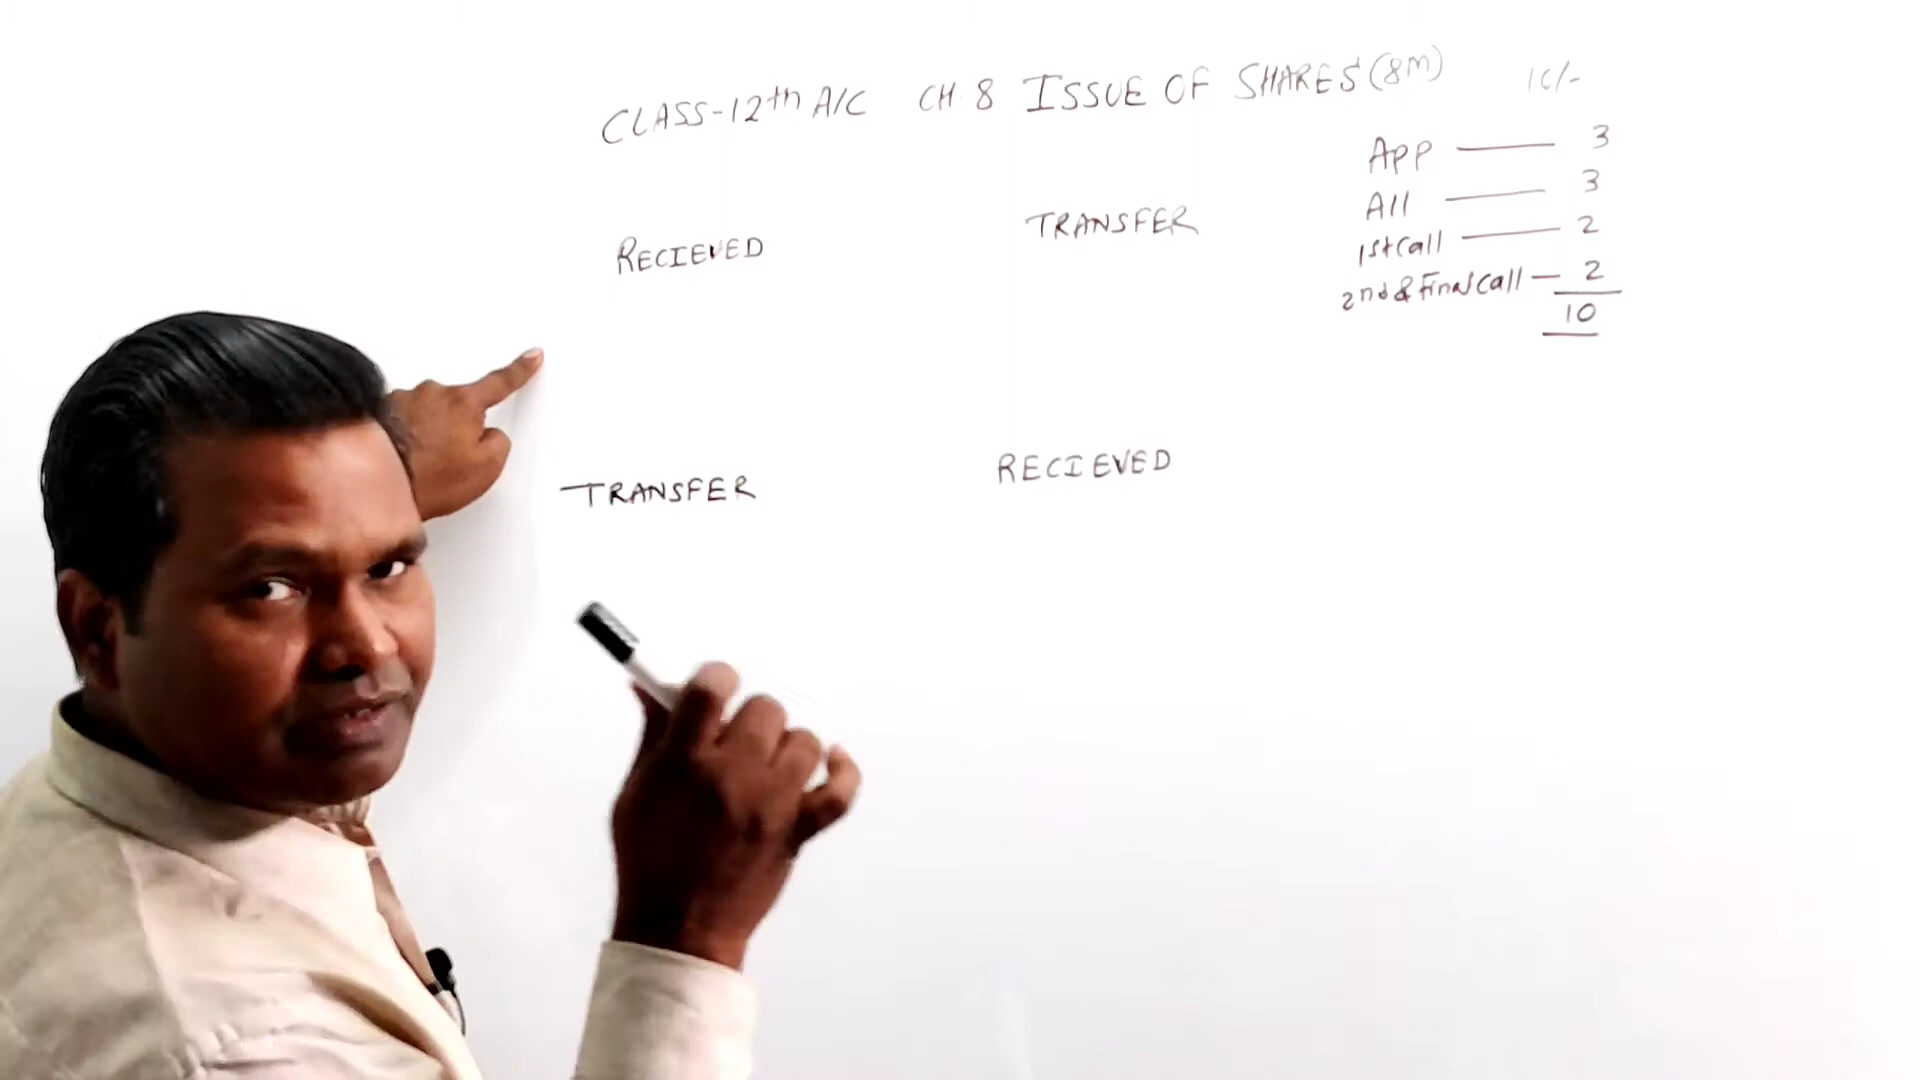 CLASS-12th A/C CH 8 ISSUE OF SHARES (8M)
10/-
App — 3
All — 3
1st Call — 2
2nd & Final Call — 2
10
RECIEVED
TRANSFER
TRANSFER
RECIEVED